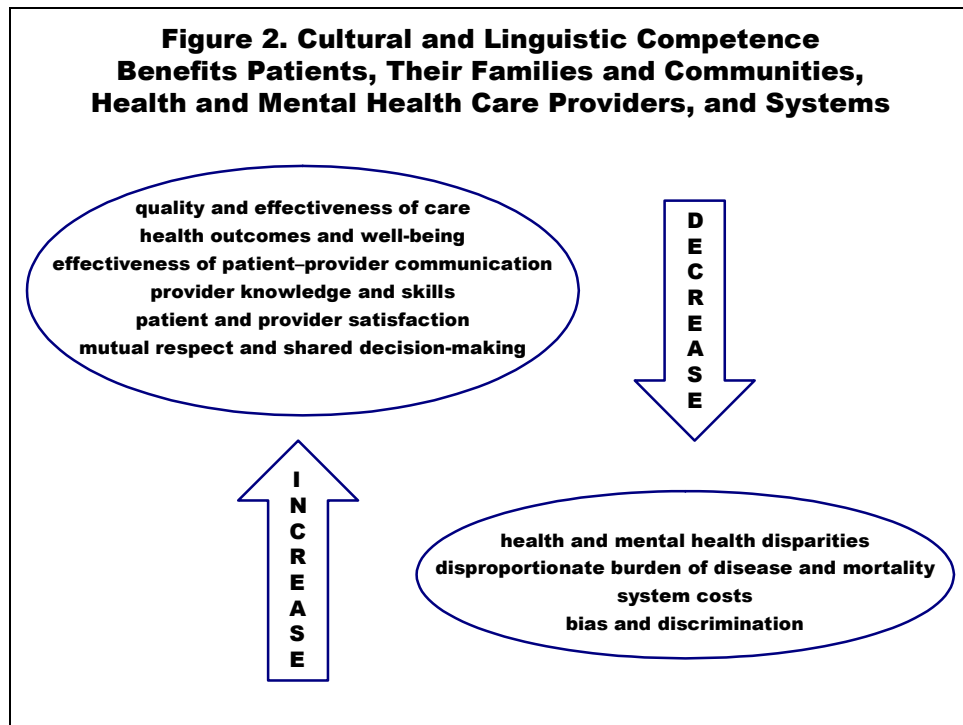 Figure 2. Cultural and Linguistic Competence
Benefits Patients, Their Families and Communities,
Health and Mental Health Care Providers, and Systems
quality and effectiveness of care
health outcomes and well-being
effectiveness of patient–provider communication
provider knowledge and skills
patient and provider satisfaction
mutual respect and shared decision-making
DECREASE
INCREASE
health and mental health disparities
disproportionate burden of disease and mortality
system costs
bias and discrimination